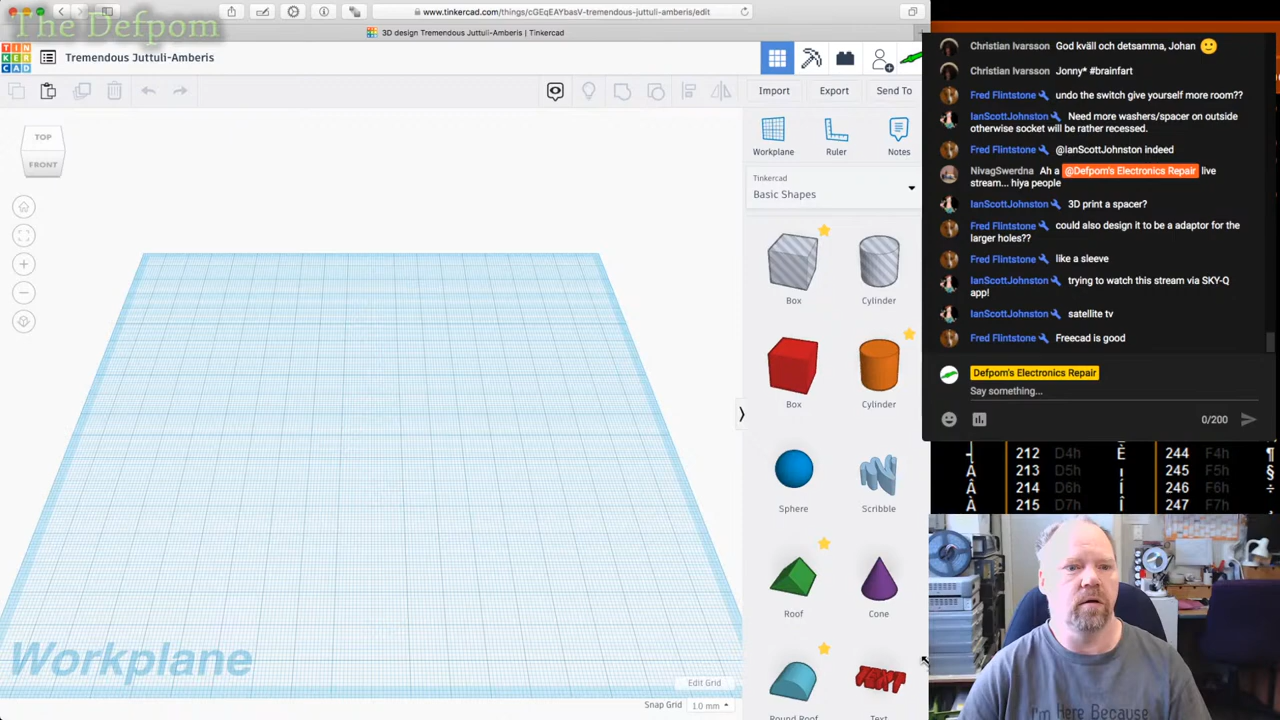 The Defpom
www.tinkercad.com/things/cGEqEAYbasV-tremendous-juttuli-amberis/edit
3D design Tremendous Juttuli-Amberis | Tinkercad
TIN
KER
CAD
Tremendous Juttuli-Amberis
Import
Export
Send To
TOP
FRONT
Workplane
Ruler
Notes
Tinkercad
Basic Shapes
Box
Cylinder
Box
Cylinder
Sphere
Scribble
Roof
Cone
TEXT
Round Roof
Text
Workplane
Edit Grid
Snap Grid
1.0 mm
Christian Ivarsson God kväll och detsamma, Johan
Christian Ivarsson Jonny* #brainfart
Fred Flintstone undo the switch give yourself more room??
IanScottJohnston Need more washers/spacer on outside
otherwise socket will be rather recessed.
Fred Flintstone @IanScottJohnston indeed
NivagSwerdna Ah a @Defpom's Electronics Repair live
stream... hiya people
IanScottJohnston 3D print a spacer?
Fred Flintstone could also design it to be a adaptor for the
larger holes??
Fred Flintstone like a sleeve
IanScottJohnston trying to watch this stream via SKY-Q
app!
IanScottJohnston satellite tv
Fred Flintstone Freecad is good
Defpom's Electronics Repair
Say something...
0/200
212 D4h È 244 F4h ¶
213 D5h ı 245 F5h §
214 D6h Í 246 F6h ÷
215 D7h Î 247 F7h
I'm Here Because